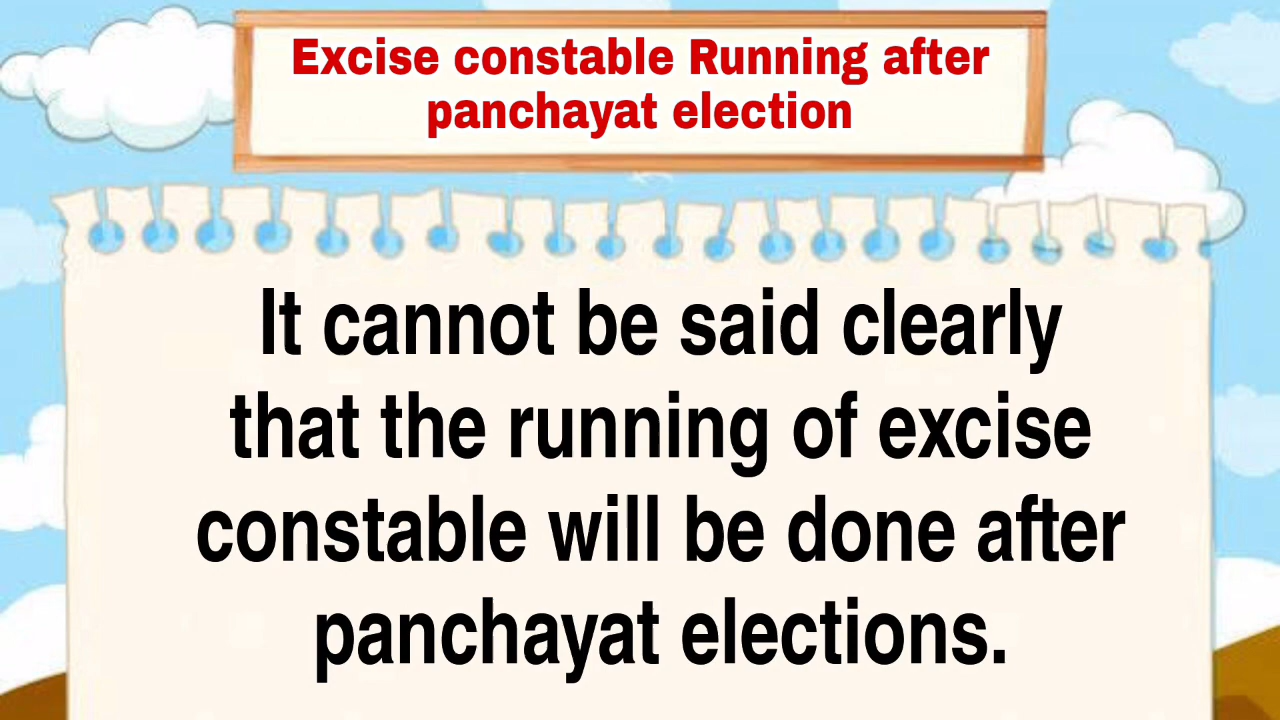 Excise constable Running after
panchayat election
It cannot be said clearly
that the running of excise
constable will be done after
panchayat elections.